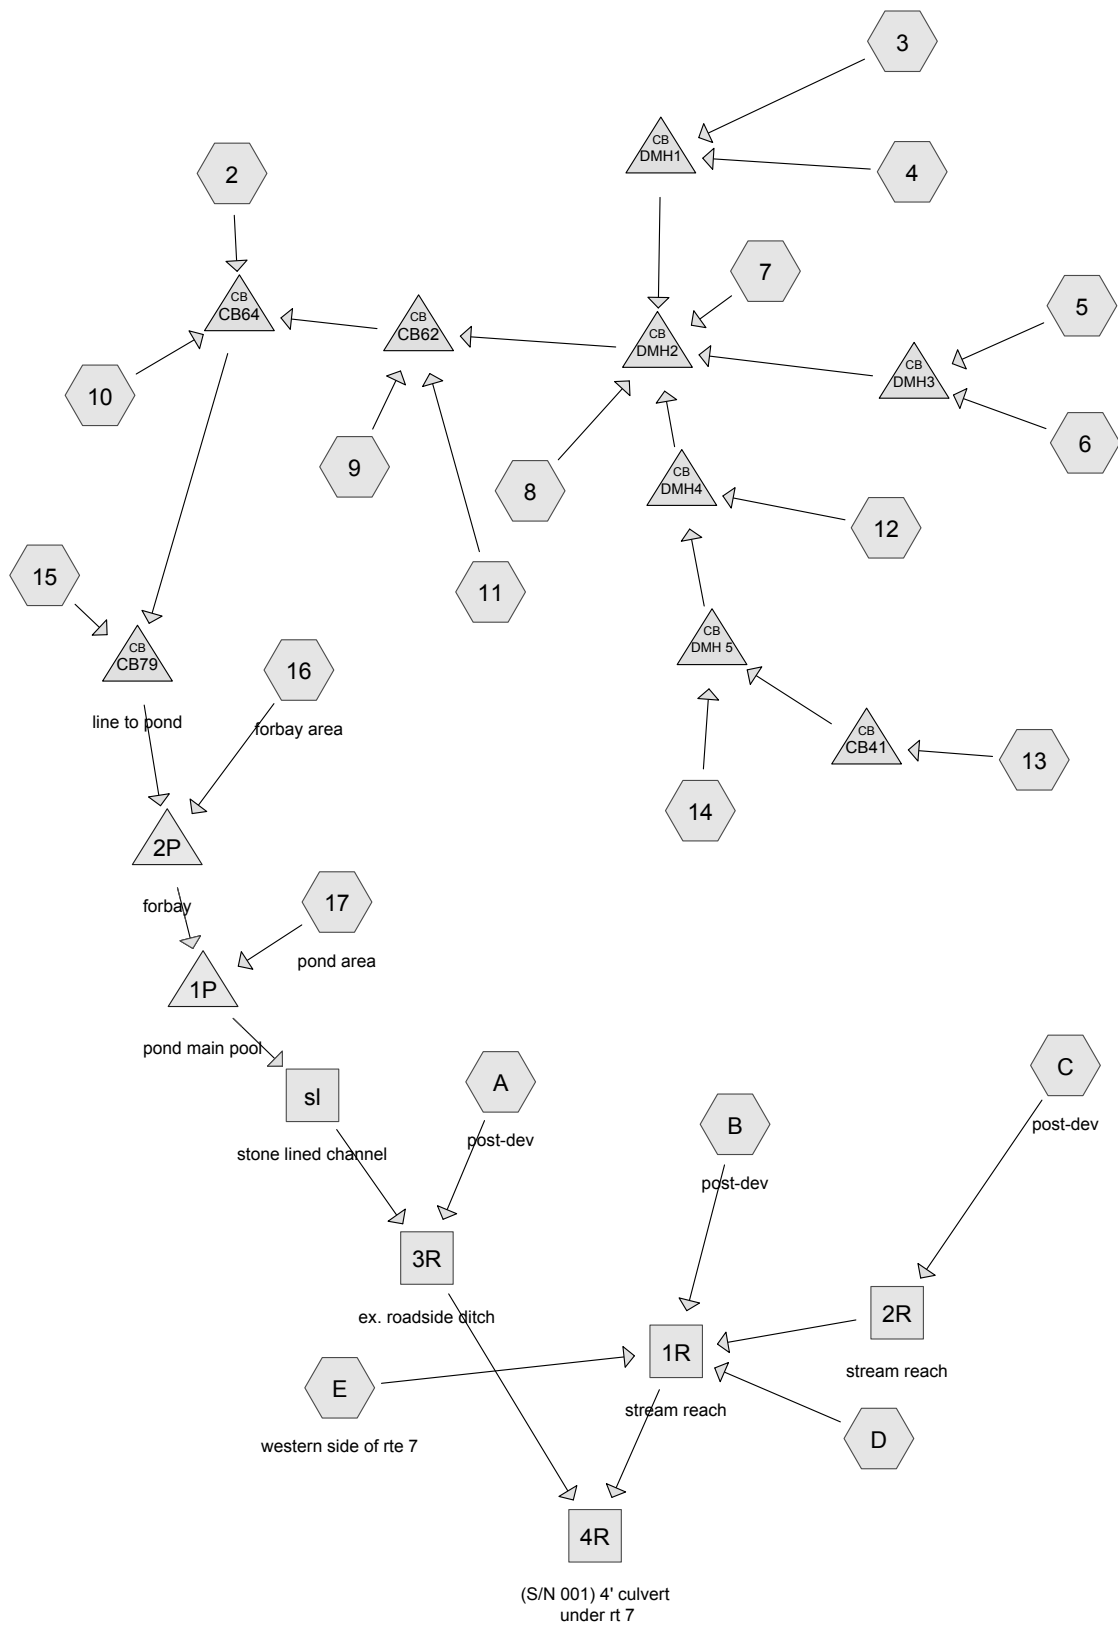 3
CB
DMH1
4
2
7
CB
CB64
CB
CB62
CB
DMH2
5
CB
DMH3
10
6
9
8
CB
DMH4
12
15
11
CB
CB79
16
CB
DMH 5
line to pond
forbay area
CB
CB41
13
14
2P
forbay
17
pond area
1P
pond main pool
sl
stone lined channel
A
post-dev
B
post-dev
C
post-dev
3R
ex. roadside ditch
2R
stream reach
1R
stream reach
E
western side of rte 7
D
4R
(S/N 001) 4' culvert
under rt 7